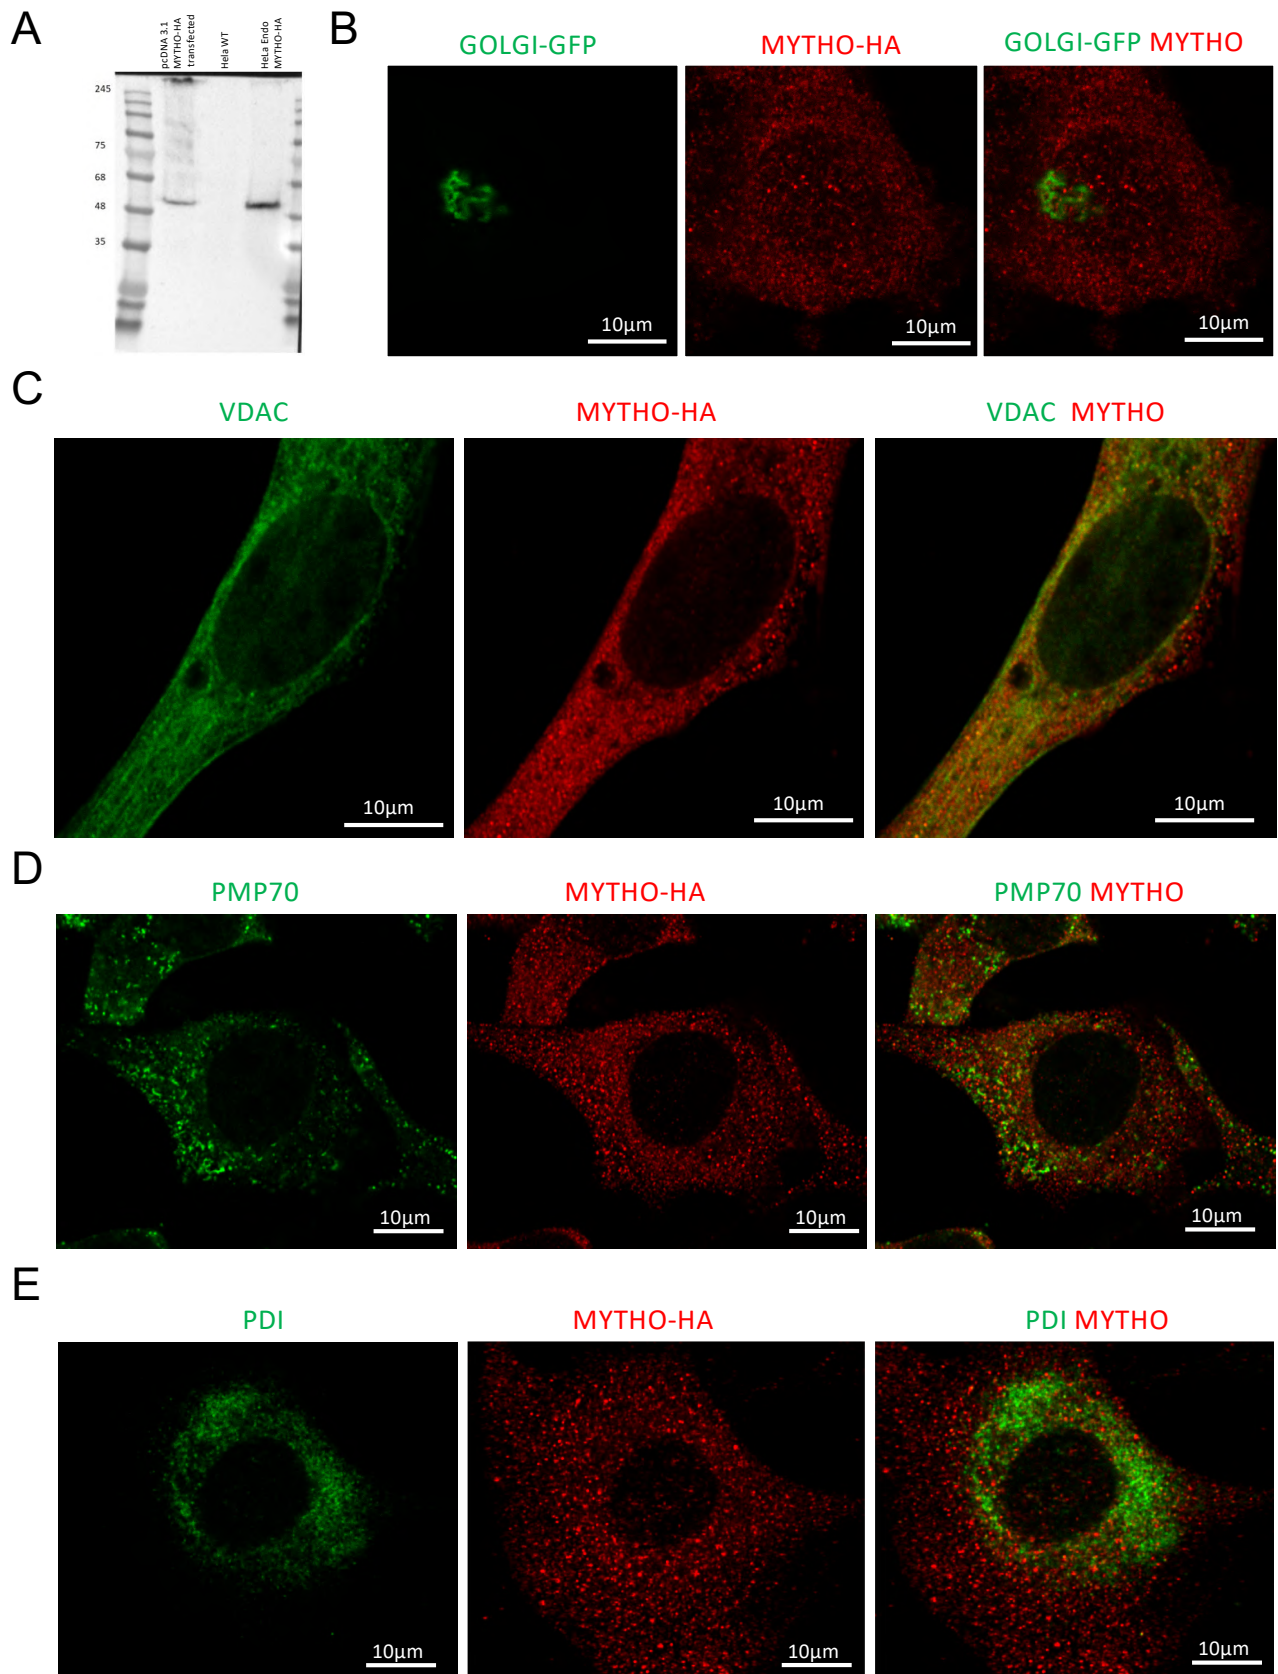 A
pcDNA 3.1
MYTHO-HA
transfected
Hela WT
HeLa Endo
MYTHO-HA
245
75
68
48
35
B
GOLGI-GFP
MYTHO-HA
GOLGI-GFP MYTHO
10µm
10µm
10µm
C
VDAC
MYTHO-HA
VDAC MYTHO
10µm
10µm
10µm
D
PMP70
MYTHO-HA
PMP70 MYTHO
10µm
10µm
10µm
E
PDI
MYTHO-HA
PDI MYTHO
10µm
10µm
10µm